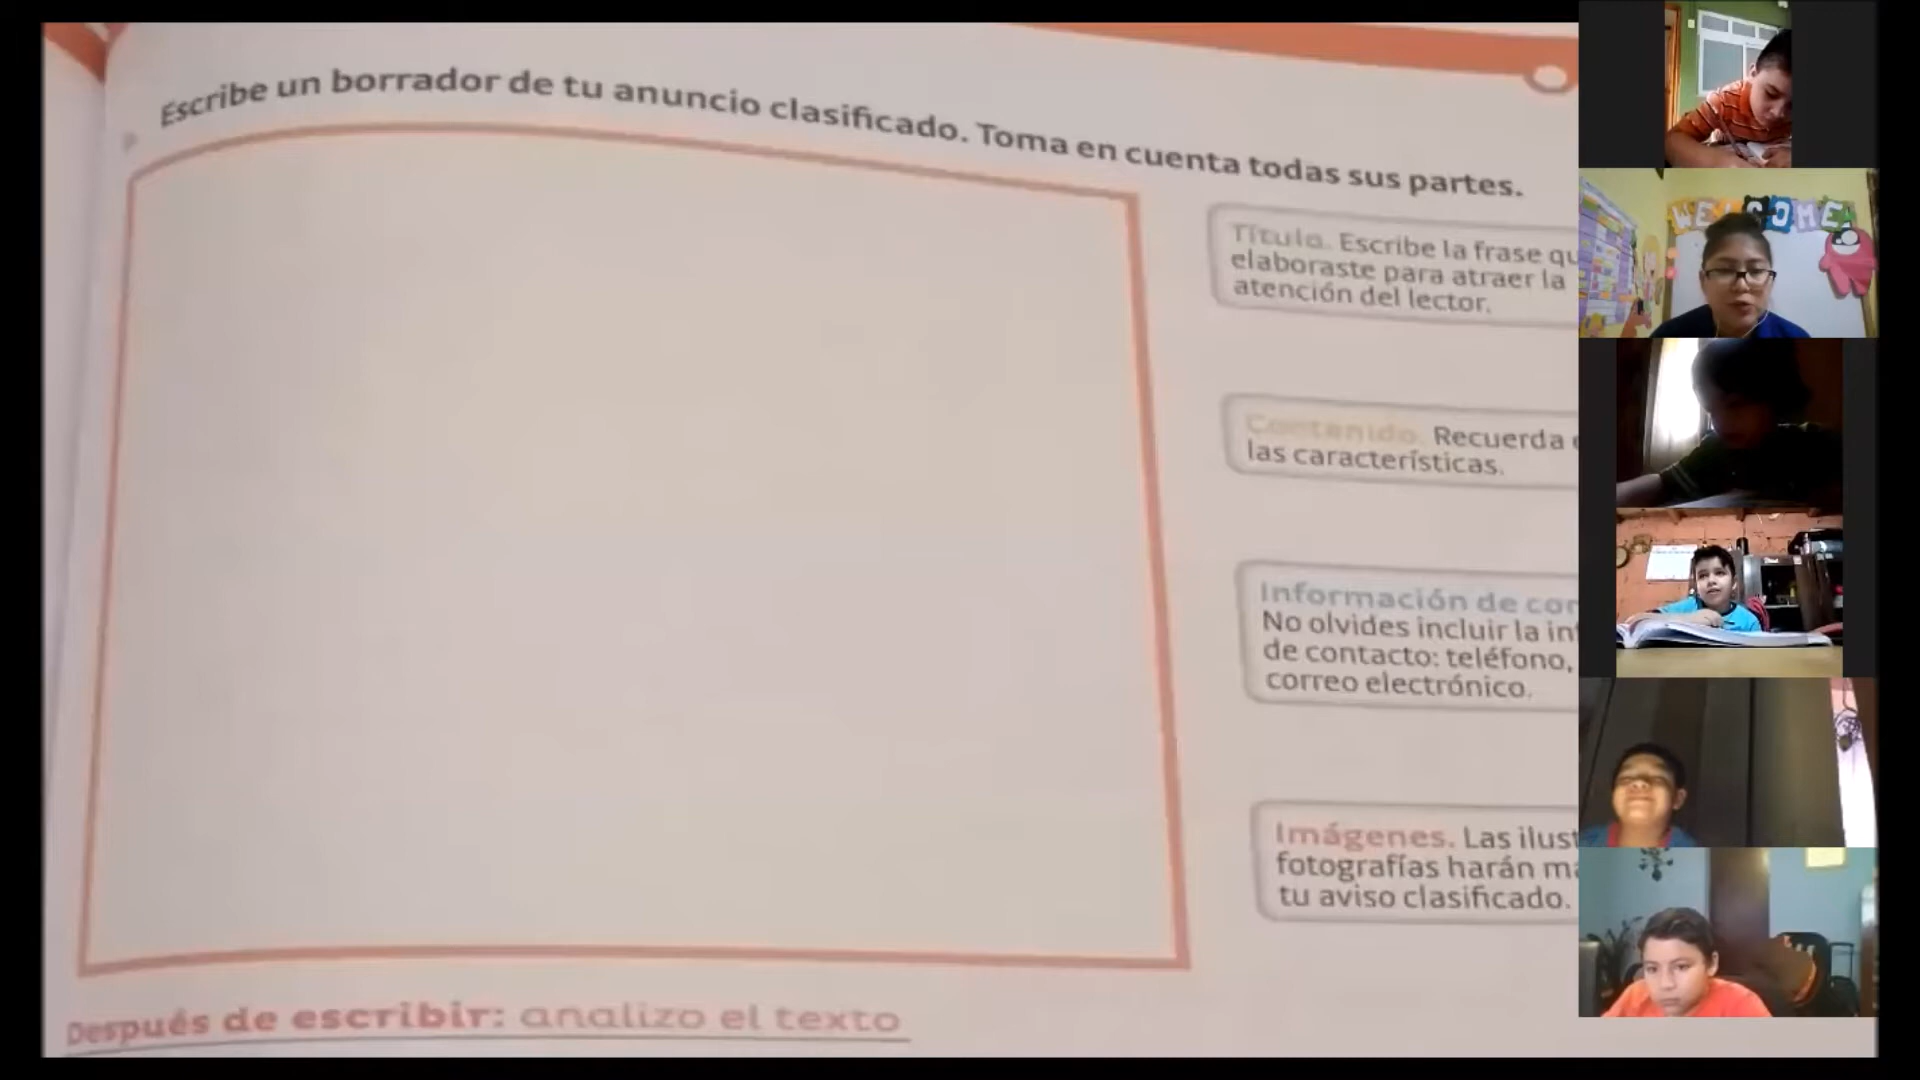 Escribe un borrador de tu anuncio clasificado. Toma en cuenta todas sus partes.
Título. Escribe la frase
elaboraste para atraer la
atención del lector.
Contenido. Recuerda
las características.
Información de
No olvides incluir la
de contacto: teléfono,
correo electrónico.
Imágenes. Las
fotografías harán
tu aviso clasificado.
Después de escribir: analizo el texto
WELCOME